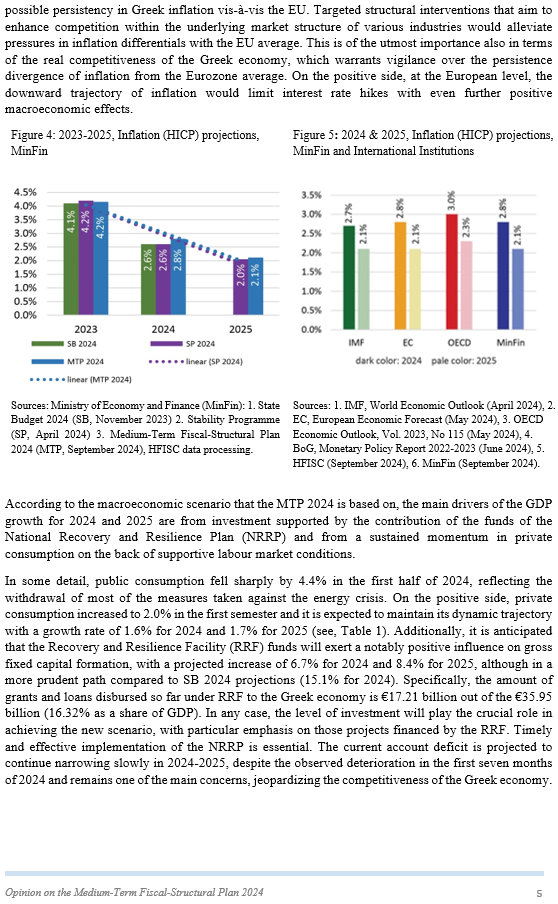 possible persistency in Greek inflation vis-à-vis the EU. Targeted structural interventions that aim to
enhance competition within the underlying market structure of various industries would alleviate
pressures in inflation differentials with the EU average. This is of the utmost importance also in terms
of the real competitiveness of the Greek economy, which warrants vigilance over the persistence
divergence of inflation from the Eurozone average. On the positive side, at the European level, the
downward trajectory of inflation would limit interest rate hikes with even further positive
macroeconomic effects.
Figure 4: 2023-2025, Inflation (HICP) projections,
MinFin
4.5%
4.0%
3.5%
3.0%
2.5%
2.0%
1.5%
1.0%
0.5%
0.0%
4.1%
4.2%
4.2%
2.6%
2.6%
2.8%
2.0%
2.1%
2023
2024
2025
SB 2024
SP 2024
MTP 2024
linear (SP 2024)
linear (MTP 2024)
Sources: Ministry of Economy and Finance (MinFin): 1. State
Budget 2024 (SB, November 2023) 2. Stability Programme
(SP, April 2024) 3. Medium-Term Fiscal-Structural Plan
2024 (MTP, September 2024), HFISC data processing.
Figure 5: 2024 & 2025, Inflation (HICP) projections,
MinFin and International Institutions
3.5%
3.0%
2.5%
2.0%
1.5%
1.0%
0.5%
0.0%
2.7%
2.1%
2.8%
2.1%
3.0%
2.3%
2.8%
2.1%
IMF
EC
OECD
MinFin
dark color: 2024 pale color: 2025
Sources: 1. IMF, World Economic Outlook (April 2024), 2.
EC, European Economic Forecast (May 2024), 3. OECD
Economic Outlook, Vol. 2023, No 115 (May 2024), 4.
BoG, Monetary Policy Report 2022-2023 (June 2024), 5.
HFISC (September 2024), 6. MinFin (September 2024).
According to the macroeconomic scenario that the MTP 2024 is based on, the main drivers of the GDP
growth for 2024 and 2025 are from investment supported by the contribution of the funds of the
National Recovery and Resilience Plan (NRRP) and from a sustained momentum in private
consumption on the back of supportive labour market conditions.
In some detail, public consumption fell sharply by 4.4% in the first half of 2024, reflecting the
withdrawal of most of the measures taken against the energy crisis. On the positive side, private
consumption increased to 2.0% in the first semester and it is expected to maintain its dynamic trajectory
with a growth rate of 1.6% for 2024 and 1.7% for 2025 (see, Table 1). Additionally, it is anticipated
that the Recovery and Resilience Facility (RRF) funds will exert a notably positive influence on gross
fixed capital formation, with a projected increase of 6.7% for 2024 and 8.4% for 2025, although in a
more prudent path compared to SB 2024 projections (15.1% for 2024). Specifically, the amount of
grants and loans disbursed so far under RRF to the Greek economy is €17.21 billion out of the €35.95
billion (16.32% as a share of GDP). In any case, the level of investment will play the crucial role in
achieving the new scenario, with particular emphasis on those projects financed by the RRF. Timely
and effective implementation of the NRRP is essential. The current account deficit is projected to
continue narrowing slowly in 2024-2025, despite the observed deterioration in the first seven months
of 2024 and remains one of the main concerns, jeopardizing the competitiveness of the Greek economy.
Opinion on the Medium-Term Fiscal-Structural Plan 2024
5